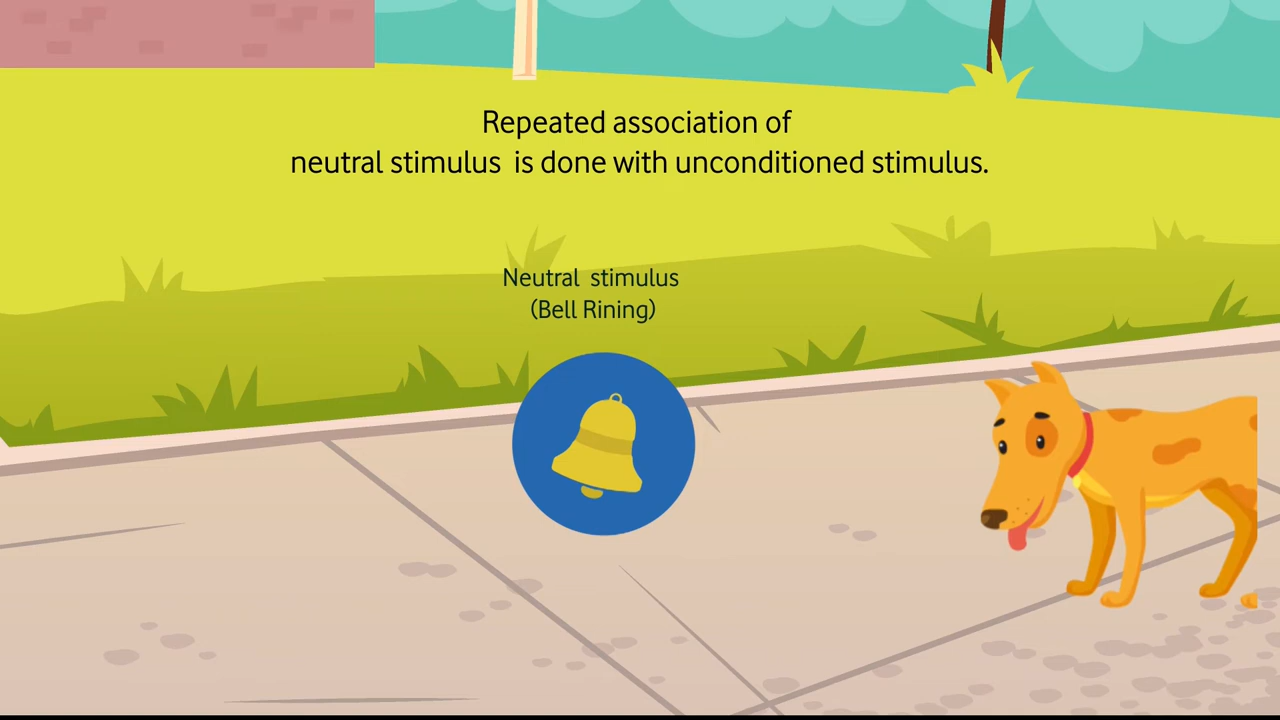 Repeated association of
neutral stimulus is done with unconditioned stimulus.
Neutral stimulus
(Bell Rining)